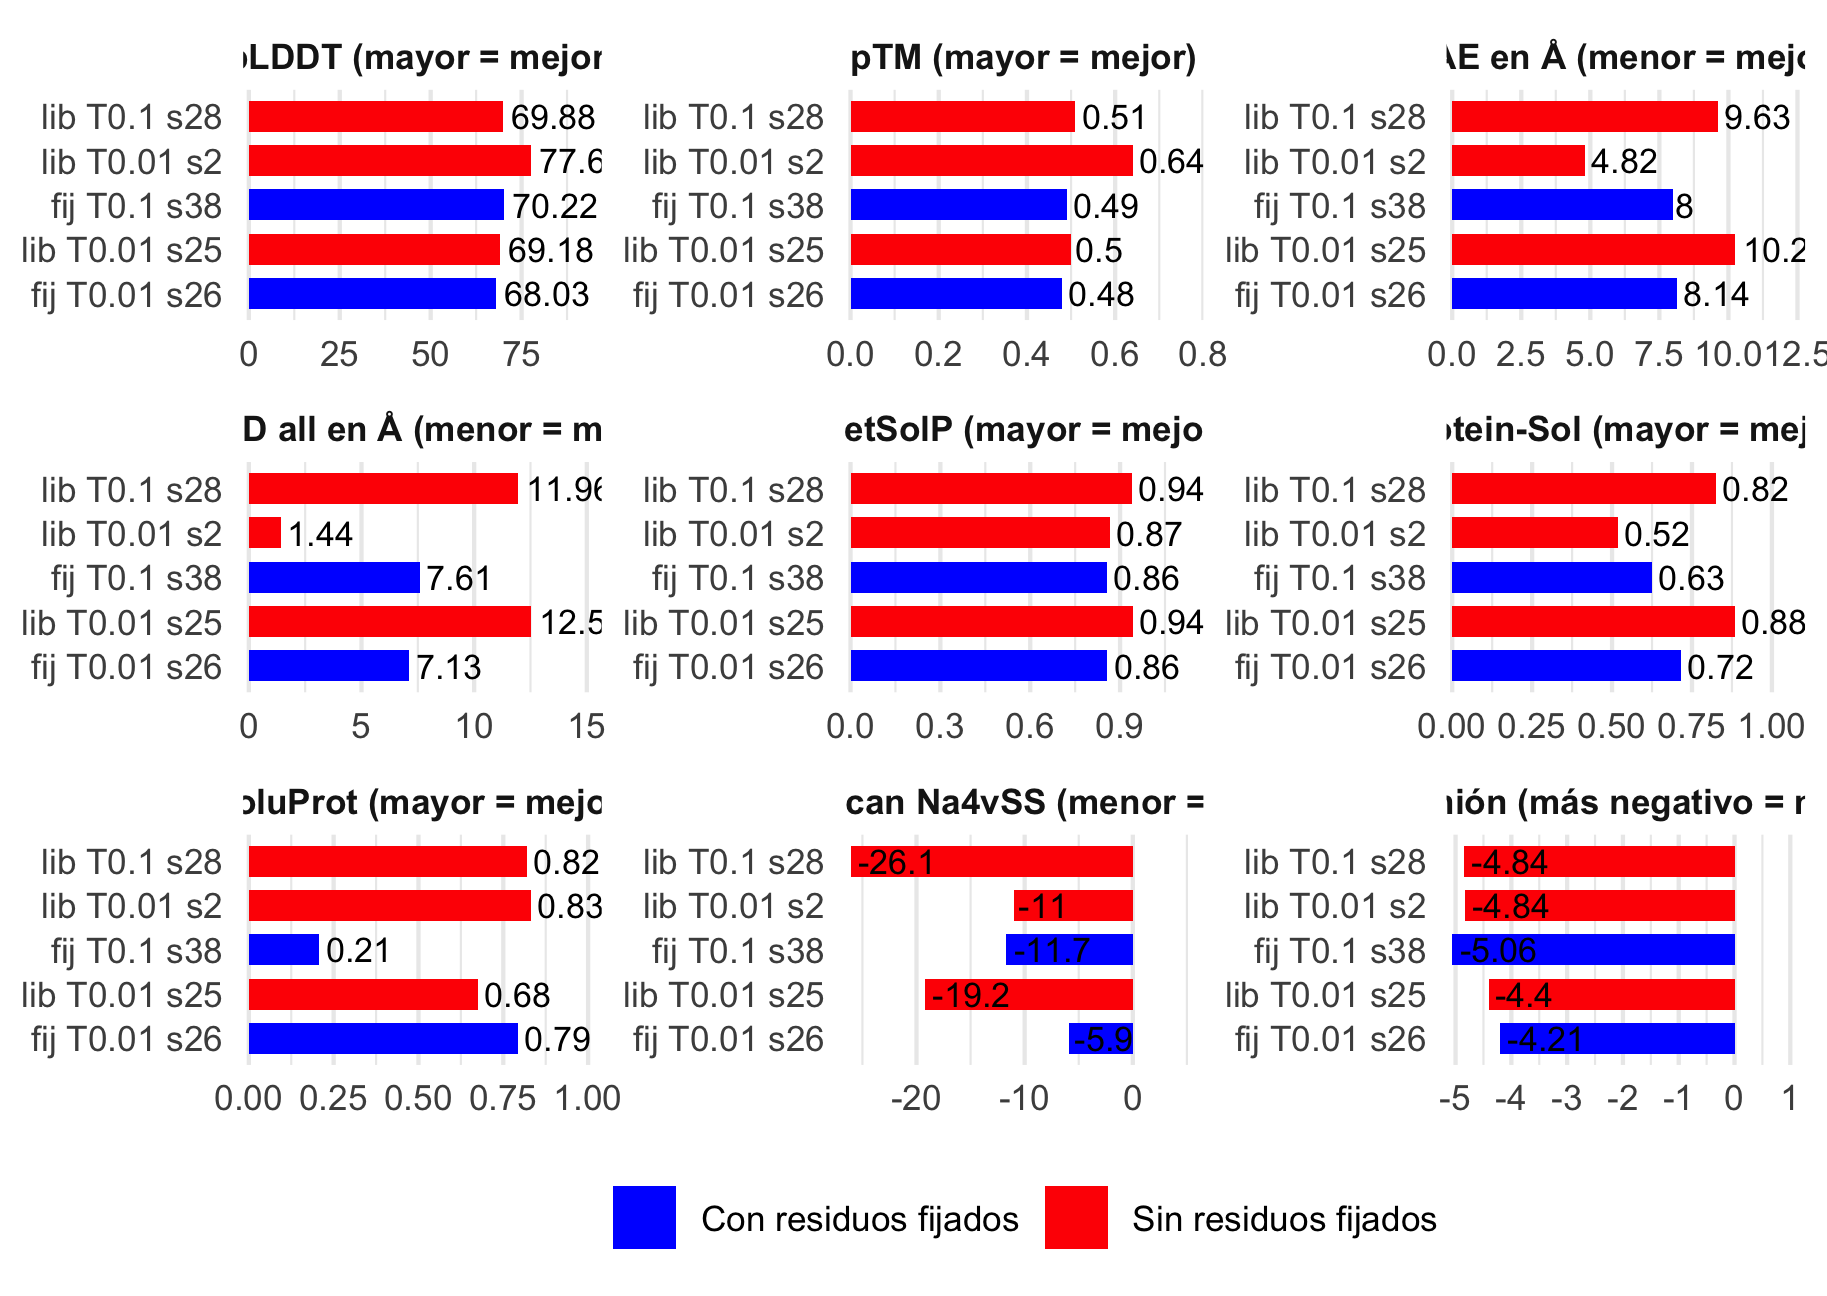 pLDDT (mayor = mejor
lib T0.1 s28
lib T0.01 s2
fij T0.1 s38
lib T0.01 s25
fij T0.01 s26
69.88
77.6
70.22
69.18
68.03
0 25 50 75
pTM (mayor = mejor)
lib T0.1 s28
lib T0.01 s2
fij T0.1 s38
lib T0.01 s25
fij T0.01 s26
0.51
0.64
0.49
0.5
0.48
0.0 0.2 0.4 0.6 0.8
AE en Å (menor = mejo
lib T0.1 s28
lib T0.01 s2
fij T0.1 s38
lib T0.01 s25
fij T0.01 s26
9.63
4.82
8
10.2
8.14
0.0 2.5 5.0 7.5 10.0 12.5
D all en Å (menor = m
lib T0.1 s28
lib T0.01 s2
fij T0.1 s38
lib T0.01 s25
fij T0.01 s26
11.96
1.44
7.61
12.5
7.13
0 5 10 15
etSolP (mayor = mejo
lib T0.1 s28
lib T0.01 s2
fij T0.1 s38
lib T0.01 s25
fij T0.01 s26
0.94
0.87
0.86
0.94
0.86
0.0 0.3 0.6 0.9
otein-Sol (mayor = mej
lib T0.1 s28
lib T0.01 s2
fij T0.1 s38
lib T0.01 s25
fij T0.01 s26
0.82
0.52
0.63
0.88
0.72
0.00 0.25 0.50 0.75 1.00
oluProt (mayor = mejo
lib T0.1 s28
lib T0.01 s2
fij T0.1 s38
lib T0.01 s25
fij T0.01 s26
0.82
0.83
0.21
0.68
0.79
0.00 0.25 0.50 0.75 1.00
can Na4vSS (menor =
lib T0.1 s28
lib T0.01 s2
fij T0.1 s38
lib T0.01 s25
fij T0.01 s26
-26.1
-11
-11.7
-19.2
-5.9
-20 -10 0
nión (más negativo = m
lib T0.1 s28
lib T0.01 s2
fij T0.1 s38
lib T0.01 s25
fij T0.01 s26
-4.84
-4.84
-5.06
-4.4
-4.21
-5 -4 -3 -2 -1 0 1
Con residuos fijados
Sin residuos fijados